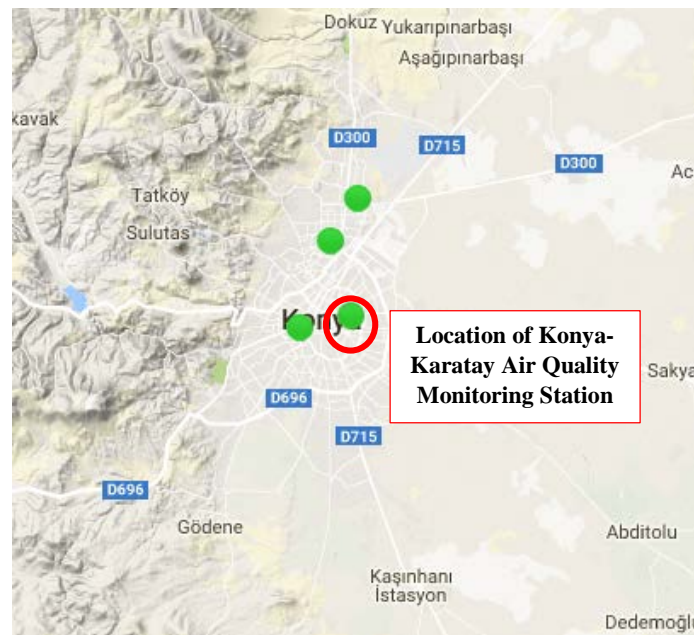 Dokuz
Yukarıpınarbaşı
Aşağıpınarbaşı
kavak
D300
D715
D300
Ac
Tatköy
Sulutas
Konya
Location of Konya-
Karatay Air Quality
Monitoring Station
Sakya
D696
D715
D696
Gödene
Abditolu
Kaşınhanı
İstasyon
Dedemoğlu